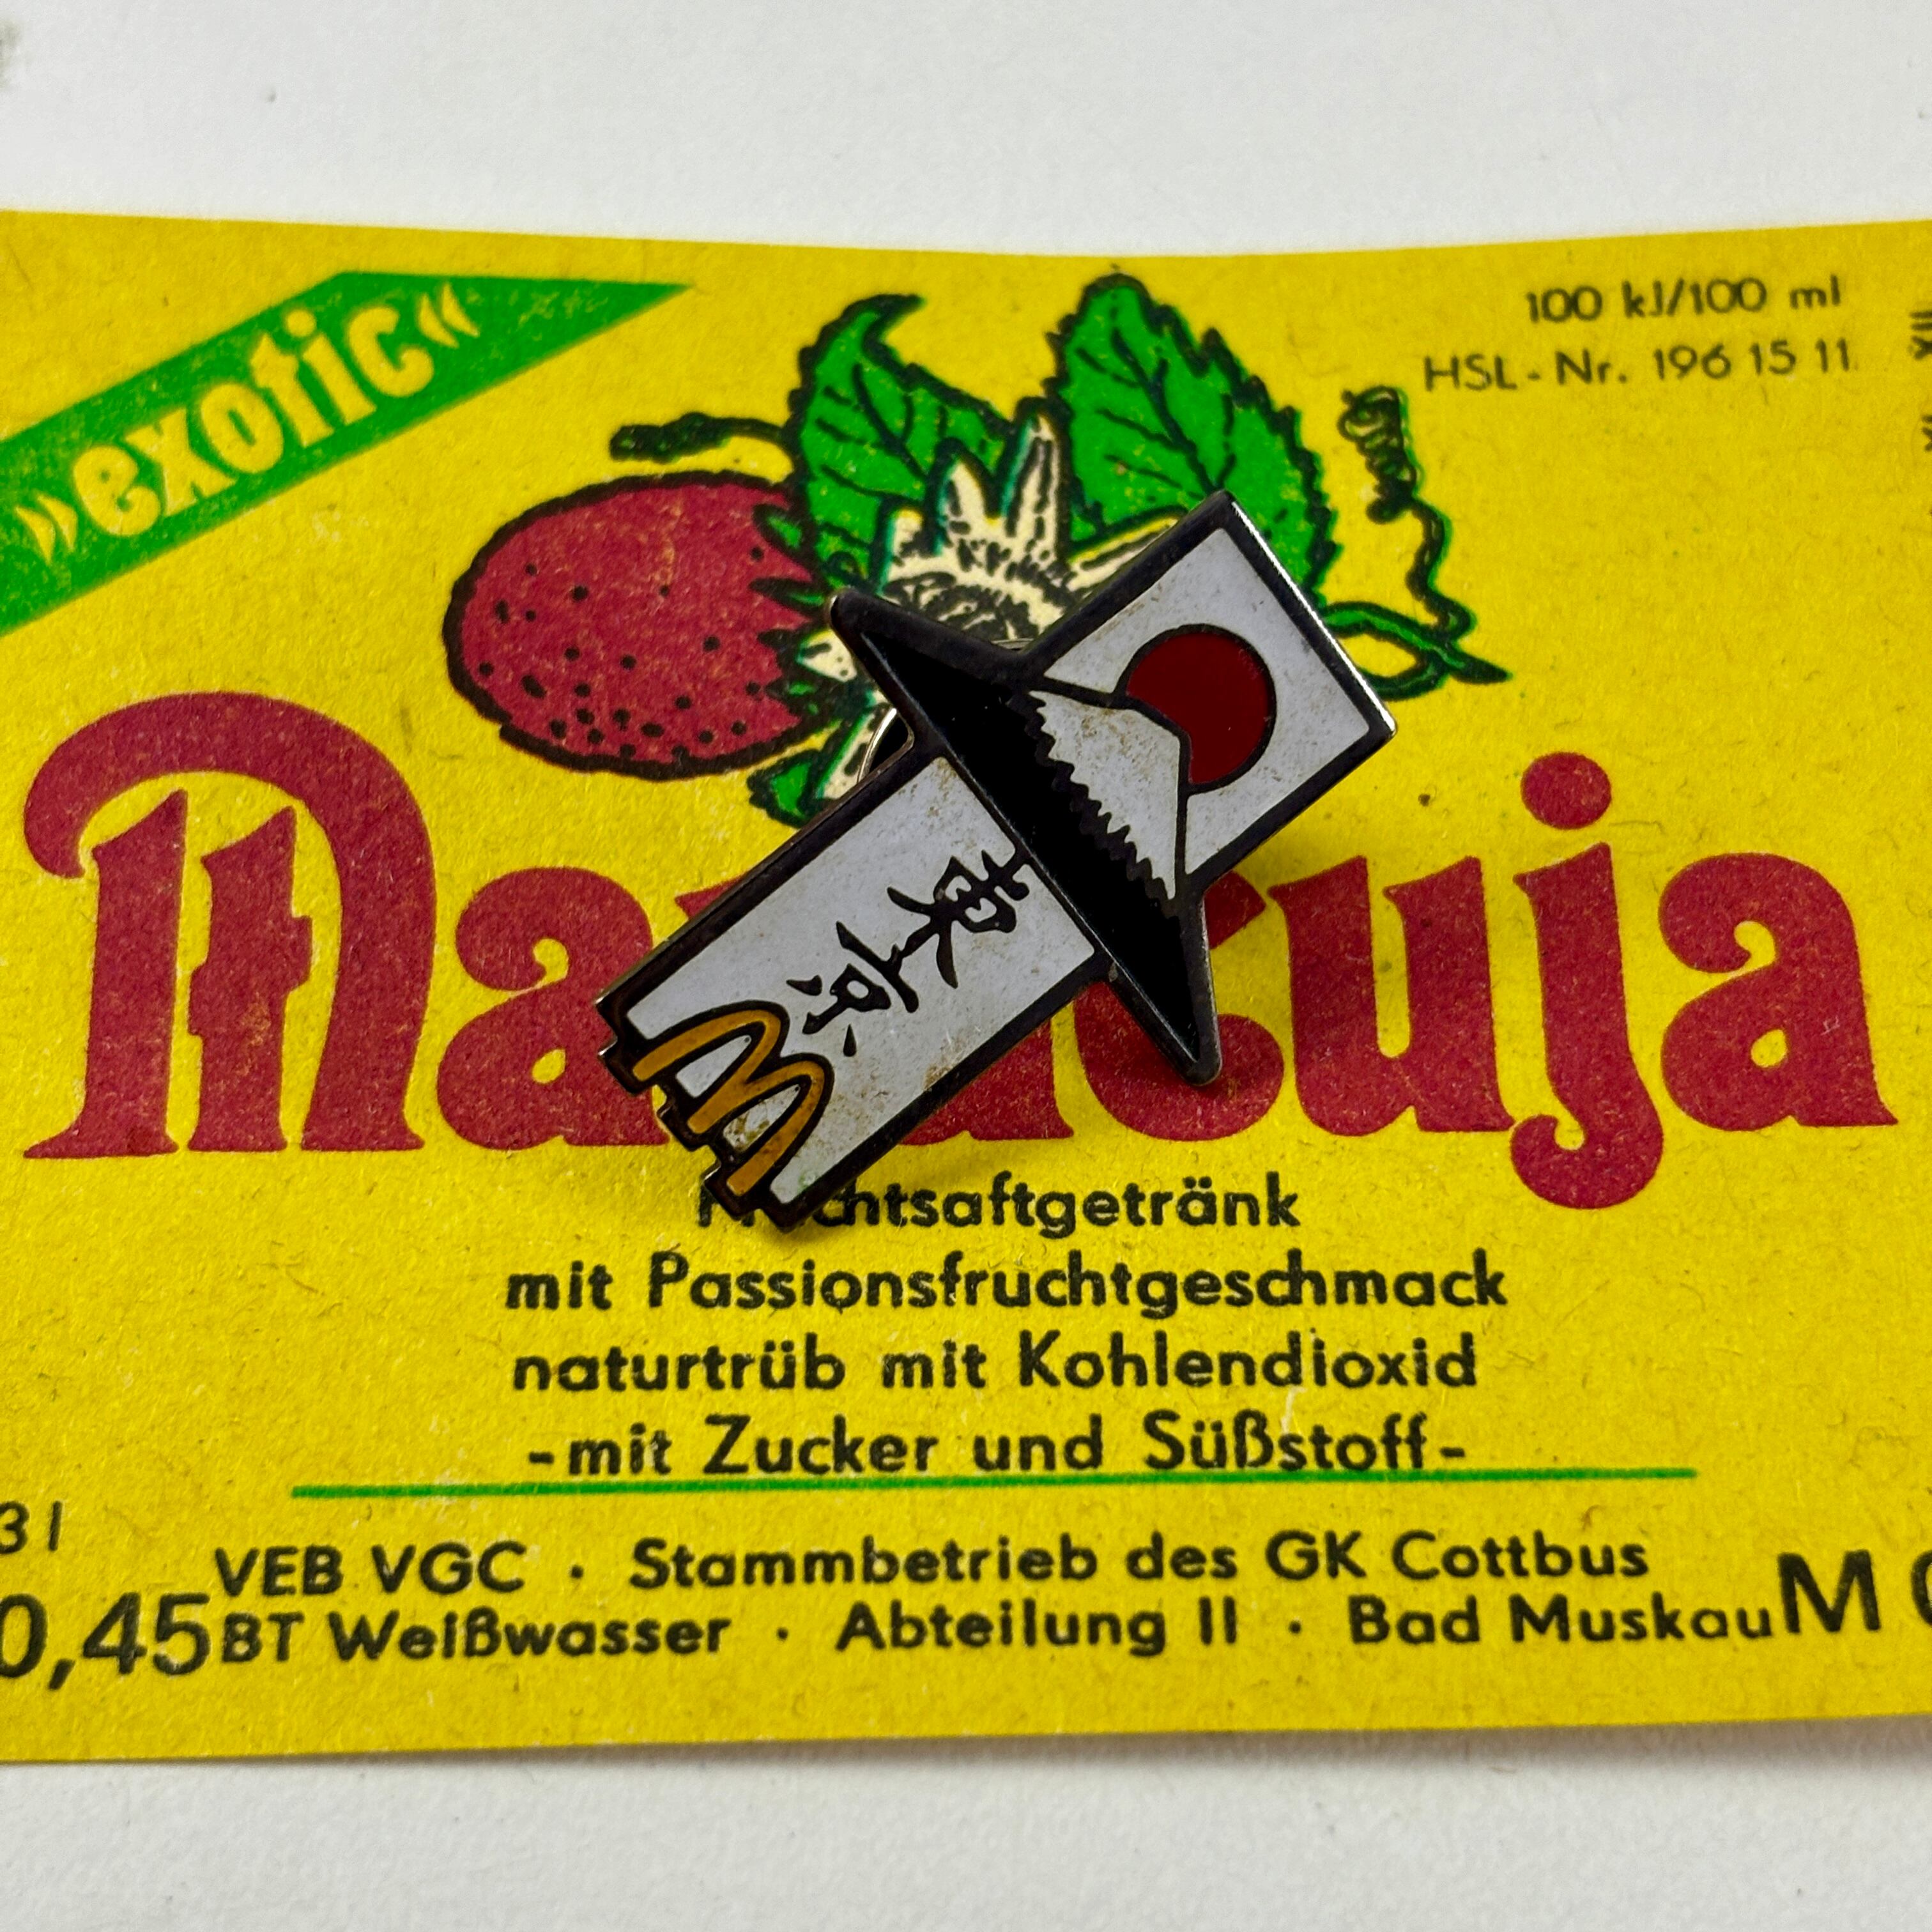 »exotic«
100 kJ/100 ml
HSL-Nr. 196 15 11
東京
mit Passionsfruchtgeschmack
naturtrüb mit Kohlendioxid
-mit Zucker und Süßstoff-
VEB VGC · Stammbetrieb des GK Cottbus
0,45
BT Weißwasser · Abteilung II · Bad Muskau
M